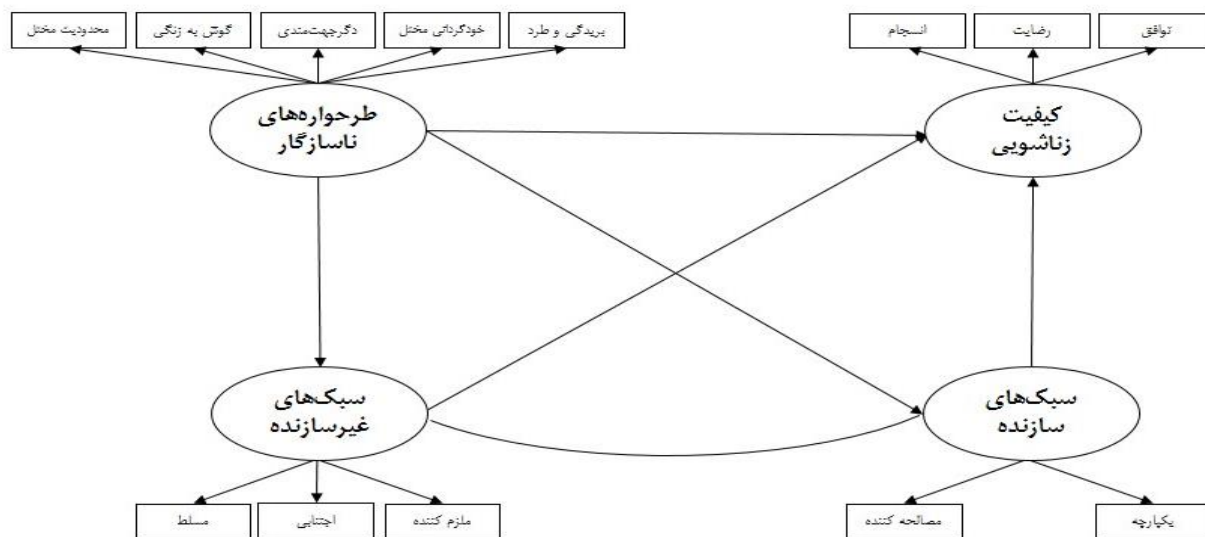 توافق
رضایت
انسجام
بریدگی و طرد
خودگردانی مختل
دگرجهت‌مندی
گوش به زنگی
محدودیت مختل
کیفیت
زناشویی
طرحواره‌های
ناسازگار
سبک‌های
سازنده
سبک‌های
غیرسازنده
یکپارچه
مصالحه کننده
ملزم کننده
اجتنابی
مسلط